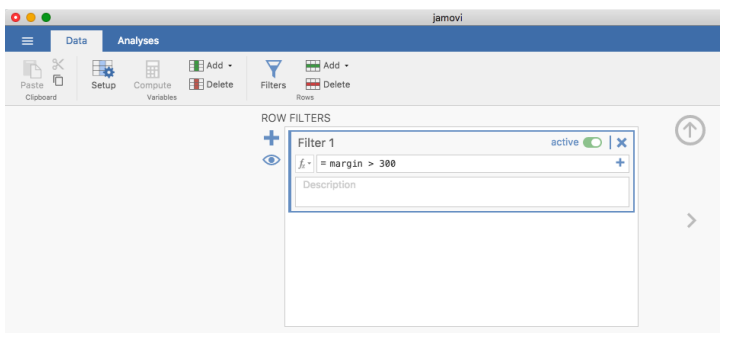 jamovi
Data Analyses
Paste
Clipboard
Setup
Compute
Add
Delete
Variables
Filters
Add
Delete
Rows
ROW FILTERS
Filter 1 active
fx = margin > 300
Description